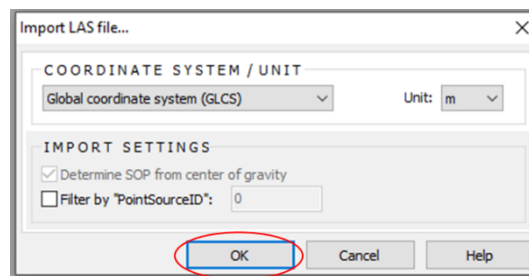 Import LAS file...
COORDINATE SYSTEM / UNIT
Global coordinate system (GLCS) Unit: m
IMPORT SETTINGS
Determine SOP from center of gravity
Filter by "PointSourceID": 0
OK Cancel Help